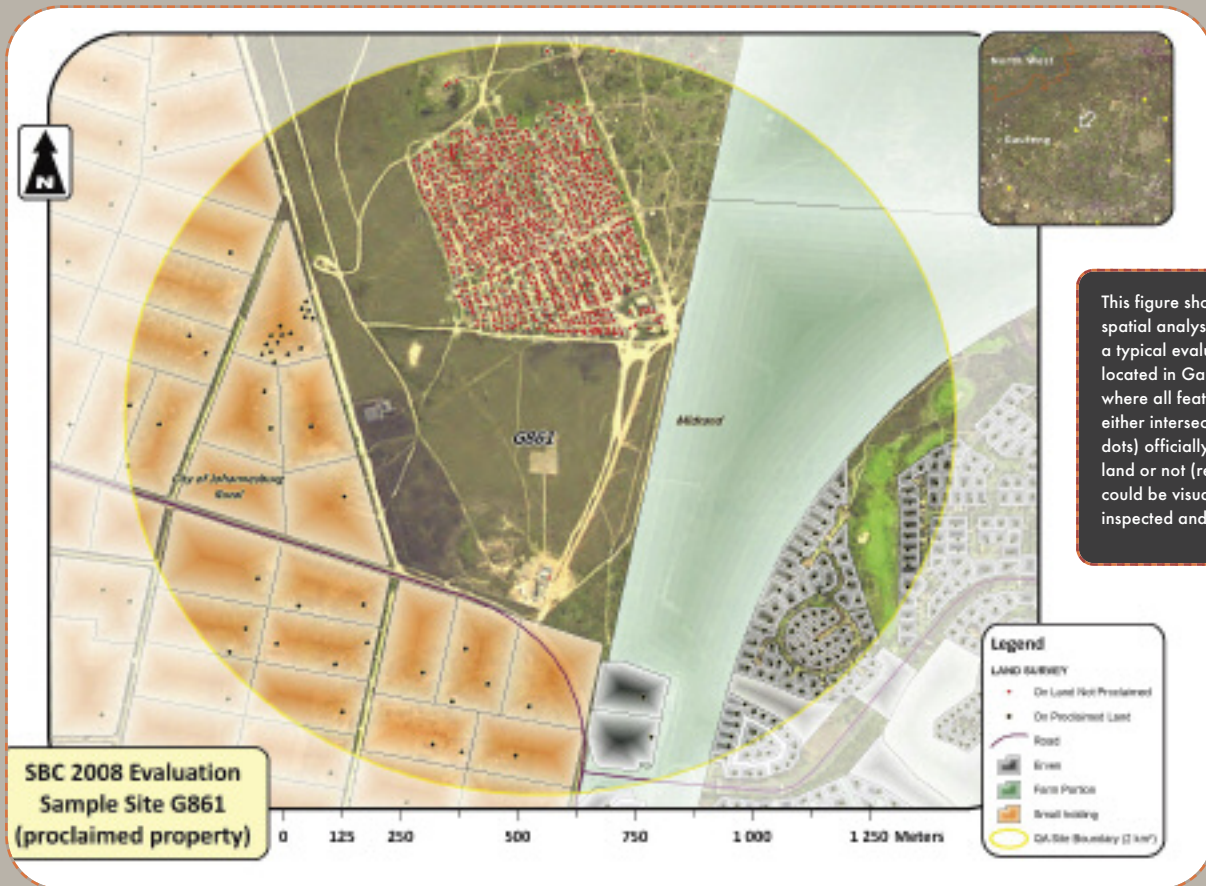 North West
Gauteng
N
G861
Midrand
City of Johannesburg
Rural
This figure sho
spatial analys
a typical evalu
located in Ga
where all feat
either intersec
dots) officially
land or not (re
could be visua
inspected and
Legend
LAND SURVEY
On Land Not Proclaimed
On Proclaimed Land
Road
Erven
Farm Portion
Small holding
QA Site Boundary (2 km²)
SBC 2008 Evaluation
Sample Site G861
(proclaimed property)
0 125 250 500 750 1 000 1 250 Meters